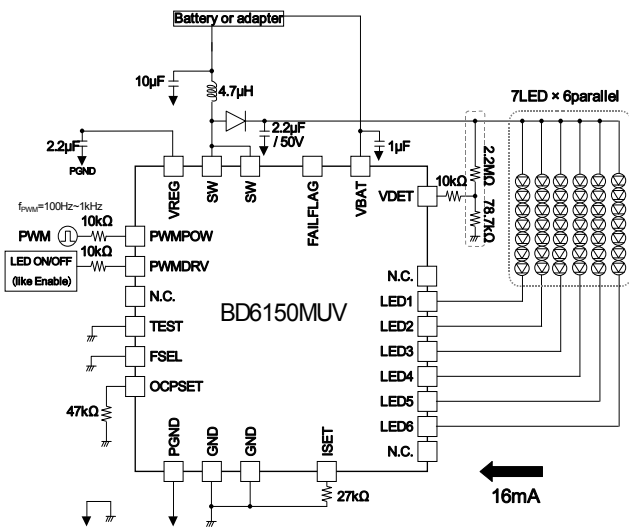 Battery or adapter
10µF
4.7µH
7LED × 6parallel
2.2µF
/ 50V
2.2µF
PGND
1µF
2.2MΩ
78.7kΩ
VREG
SW
SW
FAILFLAG
VBAT
VDET
10kΩ
fPWM=100Hz~1kHz
10kΩ
PWM
PWMPOW
10kΩ
LED ON/OFF
(like Enable)
PWMDRV
N.C.
N.C.
LED1
TEST
BD6150MUV
LED2
FSEL
LED3
OCPSET
LED4
47kΩ
LED5
LED6
PGND
GND
GND
ISET
N.C.
27kΩ
16mA